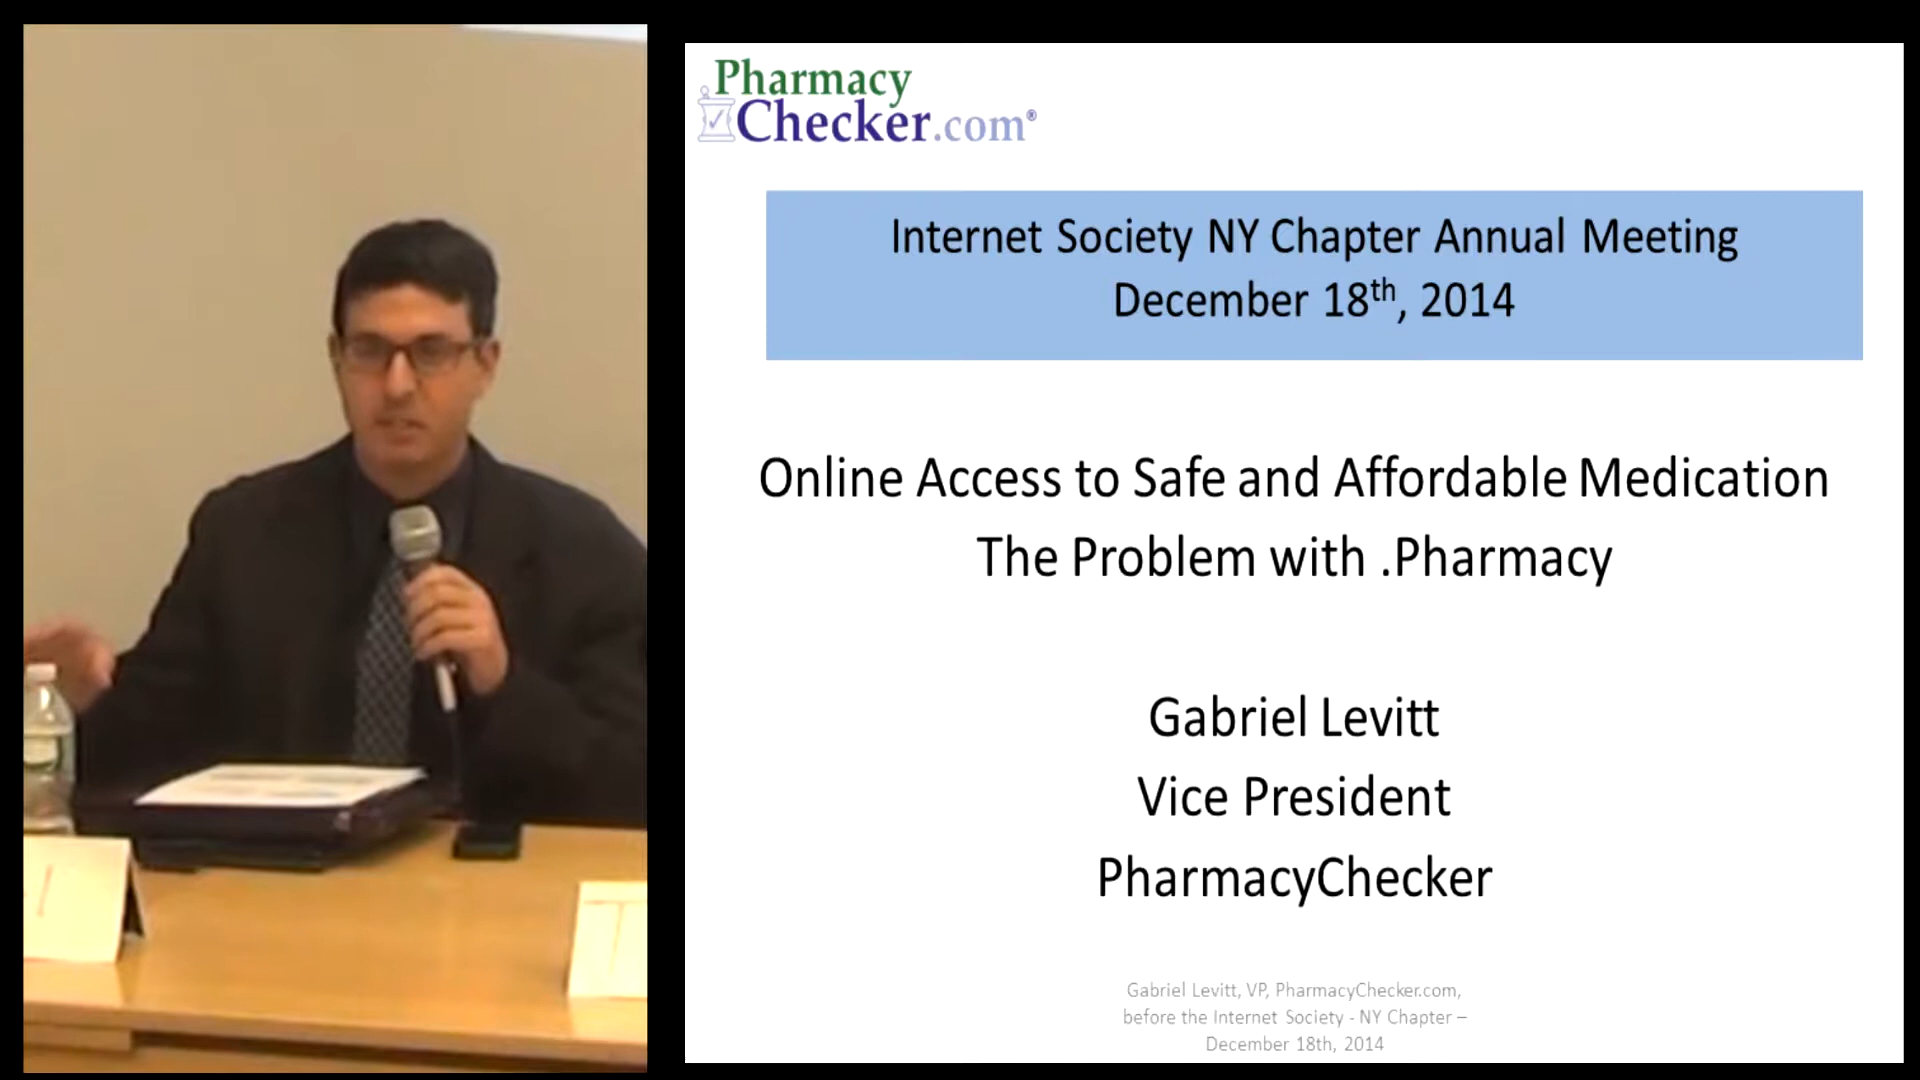 Pharmacy
Checker.com®
Internet Society NY Chapter Annual Meeting
December 18th, 2014
Online Access to Safe and Affordable Medication
The Problem with .Pharmacy
Gabriel Levitt
Vice President
PharmacyChecker
Gabriel Levitt, VP, PharmacyChecker.com,
before the Internet Society - NY Chapter –
December 18th, 2014